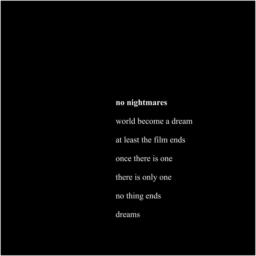 no nightmares
world become a dream
at least the film ends
once there is one
there is only one
no thing ends
dreams